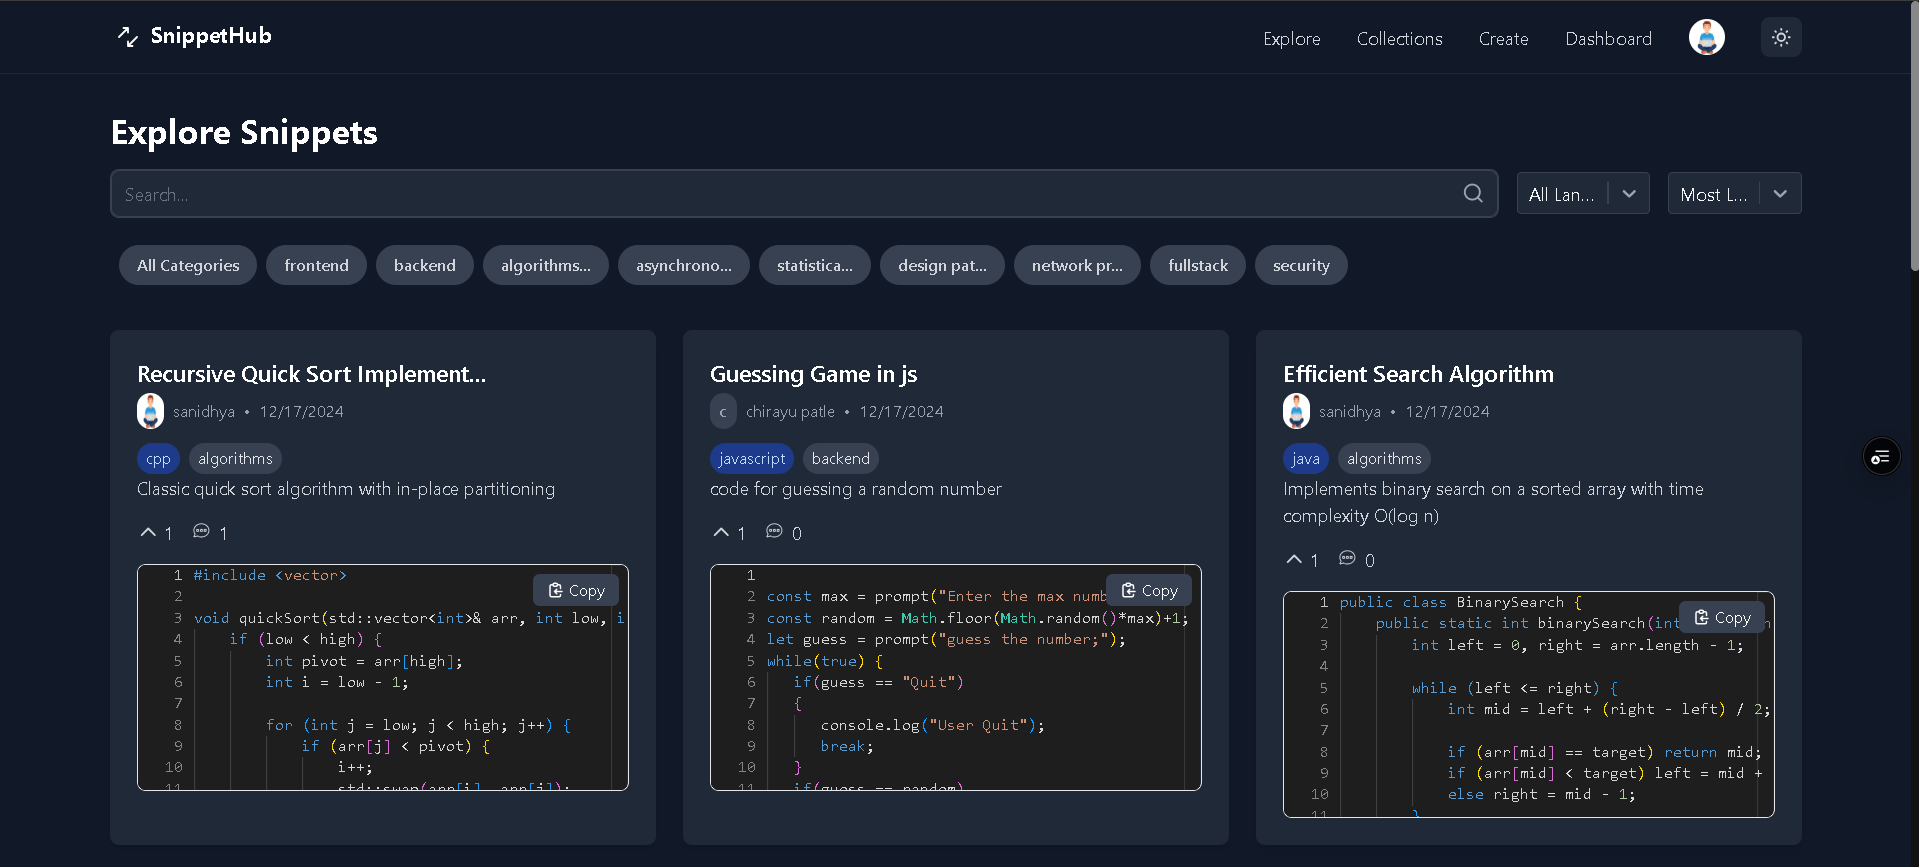 SnippetHub
Explore Collections Create Dashboard
Explore Snippets
Search...
All Lan...
Most L...
All Categories frontend backend algorithms... asynchrono... statistica... design pat... network pr... fullstack security
Recursive Quick Sort Implement...
sanidhya • 12/17/2024
cpp algorithms
Classic quick sort algorithm with in-place partitioning
1 1
Copy
1 #include <vector>
2
3 void quickSort(std::vector<int>& arr, int low, i
4 if (low < high) {
5 int pivot = arr[high];
6 int i = low - 1;
7
8 for (int j = low; j < high; j++) {
9 if (arr[j] < pivot) {
10 i++;
11 std::swap(arr[i], arr[j]);
Guessing Game in js
c chirayu patle • 12/17/2024
javascript backend
code for guessing a random number
1 0
Copy
1
2 const max = prompt("Enter the max numb
3 const random = Math.floor(Math.random()*max)+1;
4 let guess = prompt("guess the number;");
5 while(true) {
6 if(guess == "Quit")
7 {
8 console.log("User Quit");
9 break;
10 }
11 if(guess == random)
Efficient Search Algorithm
sanidhya • 12/17/2024
java algorithms
Implements binary search on a sorted array with time
complexity O(log n)
1 0
Copy
1 public class BinarySearch {
2 public static int binarySearch(int
3 int left = 0, right = arr.length - 1;
4
5 while (left <= right) {
6 int mid = left + (right - left) / 2;
7
8 if (arr[mid] == target) return mid;
9 if (arr[mid] < target) left = mid +
10 else right = mid - 1;
11 }